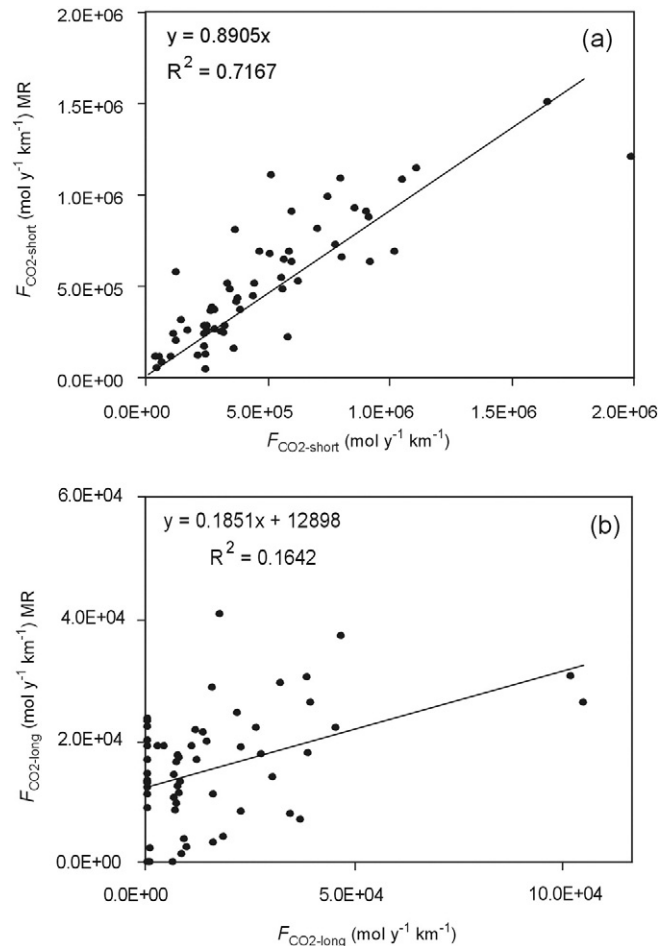 2.0E+06
y = 0.8905x
(a)
R² = 0.7167
1.5E+06
1.0E+06
5.0E+05
0.0E+00
F_CO2-short (mol y⁻¹ km⁻¹) MR
0.0E+00 5.0E+05 1.0E+06 1.5E+06 2.0E+06
F_CO2-short (mol y⁻¹ km⁻¹)
6.0E+04
y = 0.1851x + 12898
(b)
R² = 0.1642
4.0E+04
2.0E+04
0.0E+00
F_CO2-long (mol y⁻¹ km⁻¹) MR
0.0E+00 5.0E+04 10.0E+04
F_CO2-long (mol y⁻¹ km⁻¹)